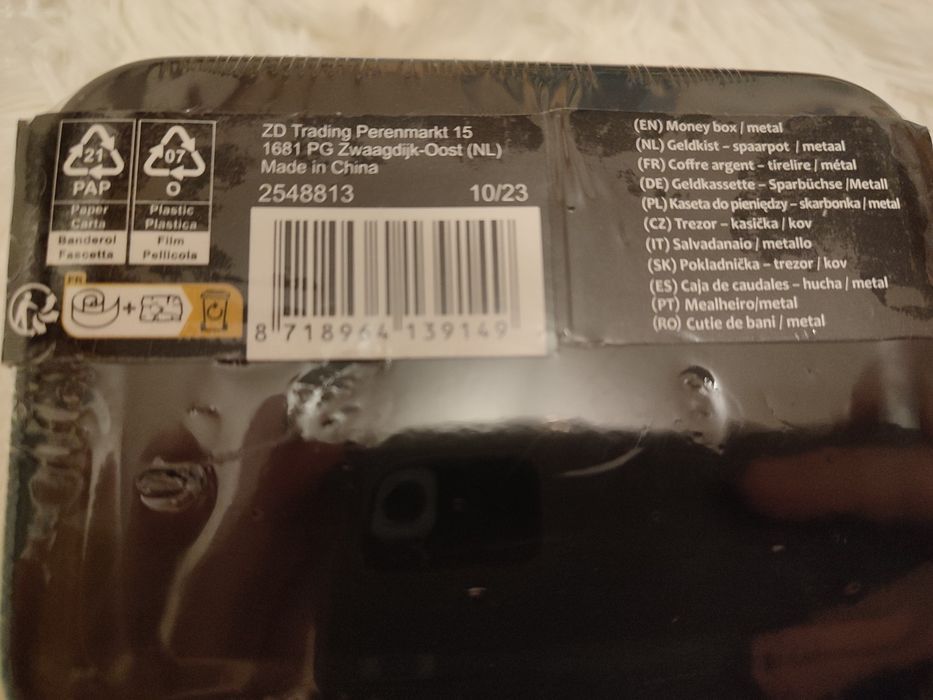 21
PAP
Paper
Carta
Banderol
Fascetta
07
O
Plastic
Plastica
Film
Pellicola
FR
+
ZD Trading Perenmarkt 15
1681 PG Zwaagdijk-Oost (NL)
Made in China
2548813 10/23
8 718964 139149
(EN) Money box / metal
(NL) Geldkist – spaarpot / metaal
(FR) Coffre argent – tirelire / métal
(DE) Geldkassette – Sparbüchse /Metall
(PL) Kaseta do pieniędzy – skarbonka / metal
(CZ) Trezor – kasička / kov
(IT) Salvadanaio / metallo
(SK) Pokladnička – trezor / kov
(ES) Caja de caudales – hucha / metal
(PT) Mealheiro/metal
(RO) Cutie de bani / metal